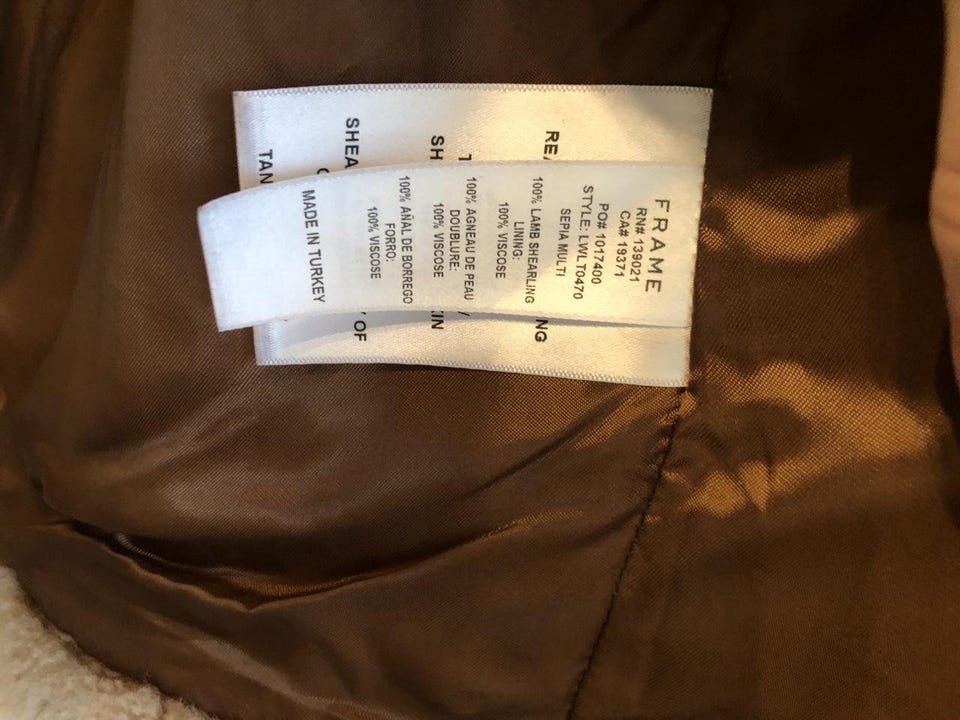 FRAME
RN# 139021
CA# 19371
PO# 1017400
STYLE: LWLT0470
SEPIA MULTI
100% LAMB SHEARLING
LINING:
100% VISCOSE
100% AGNEAU DE PEAU
DOUBLURE:
100% VISCOSE
100% AÑAL DE BORREGO
FORRO:
100% VISCOSE
MADE IN TURKEY
OF